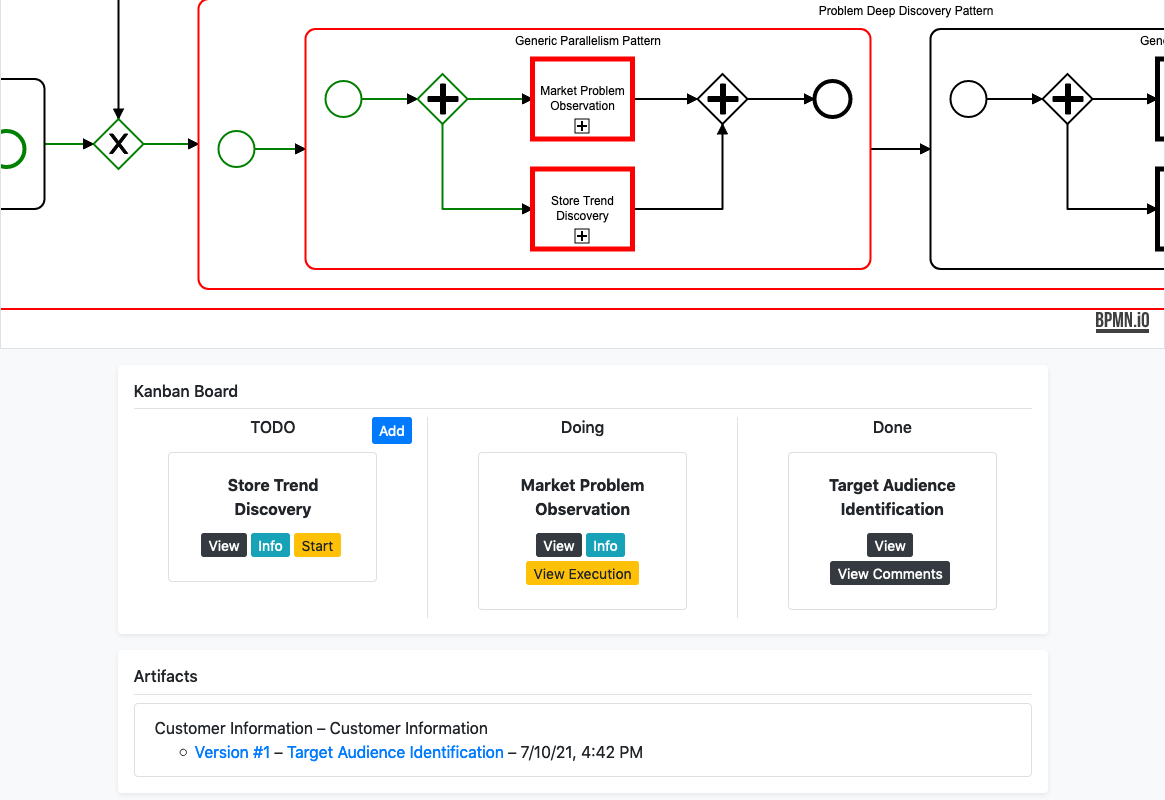 Problem Deep Discovery Pattern
Generic Parallelism Pattern
Market Problem
Observation
Store Trend
Discovery
X
BPMN.iO
Kanban Board
TODO
Add
Doing
Done
Store Trend
Discovery
View Info Start
Market Problem
Observation
View Info
View Execution
Target Audience
Identification
View
View Comments
Artifacts
Customer Information – Customer Information
Version #1 – Target Audience Identification – 7/10/21, 4:42 PM